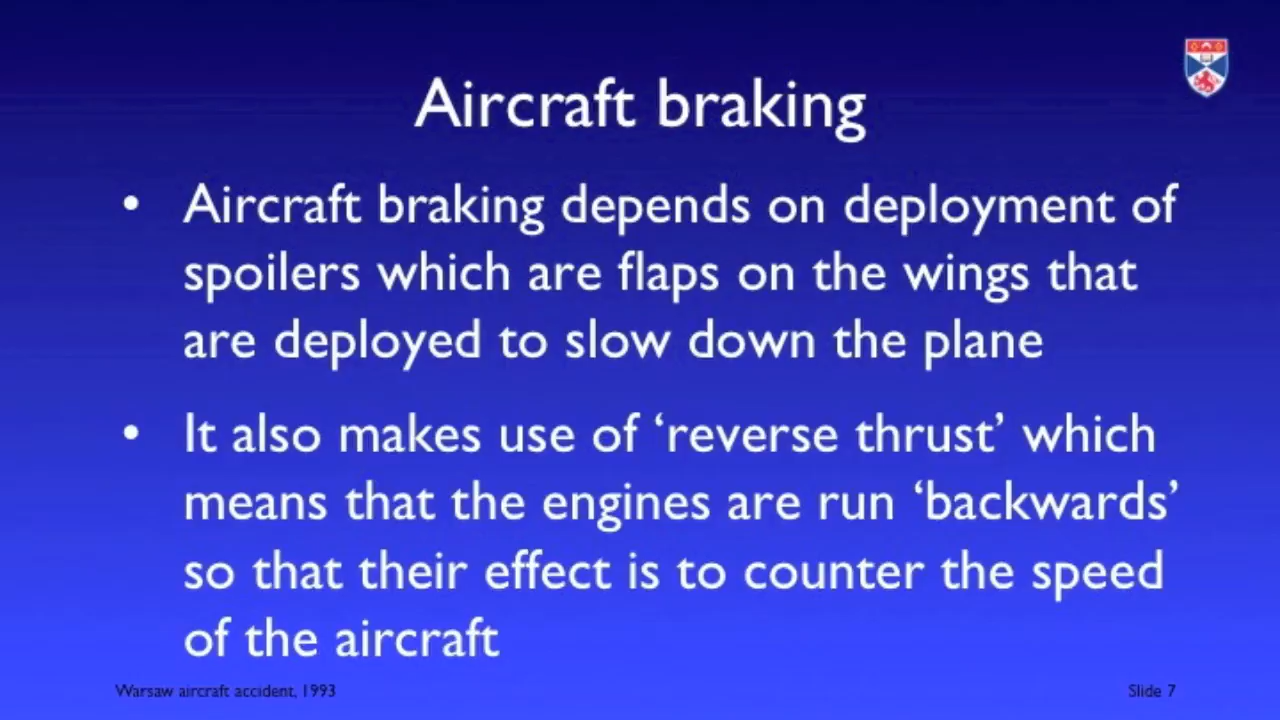 Aircraft braking
• Aircraft braking depends on deployment of
spoilers which are flaps on the wings that
are deployed to slow down the plane
• It also makes use of ‘reverse thrust’ which
means that the engines are run ‘backwards’
so that their effect is to counter the speed
of the aircraft
Warsaw aircraft accident, 1993
Slide 7